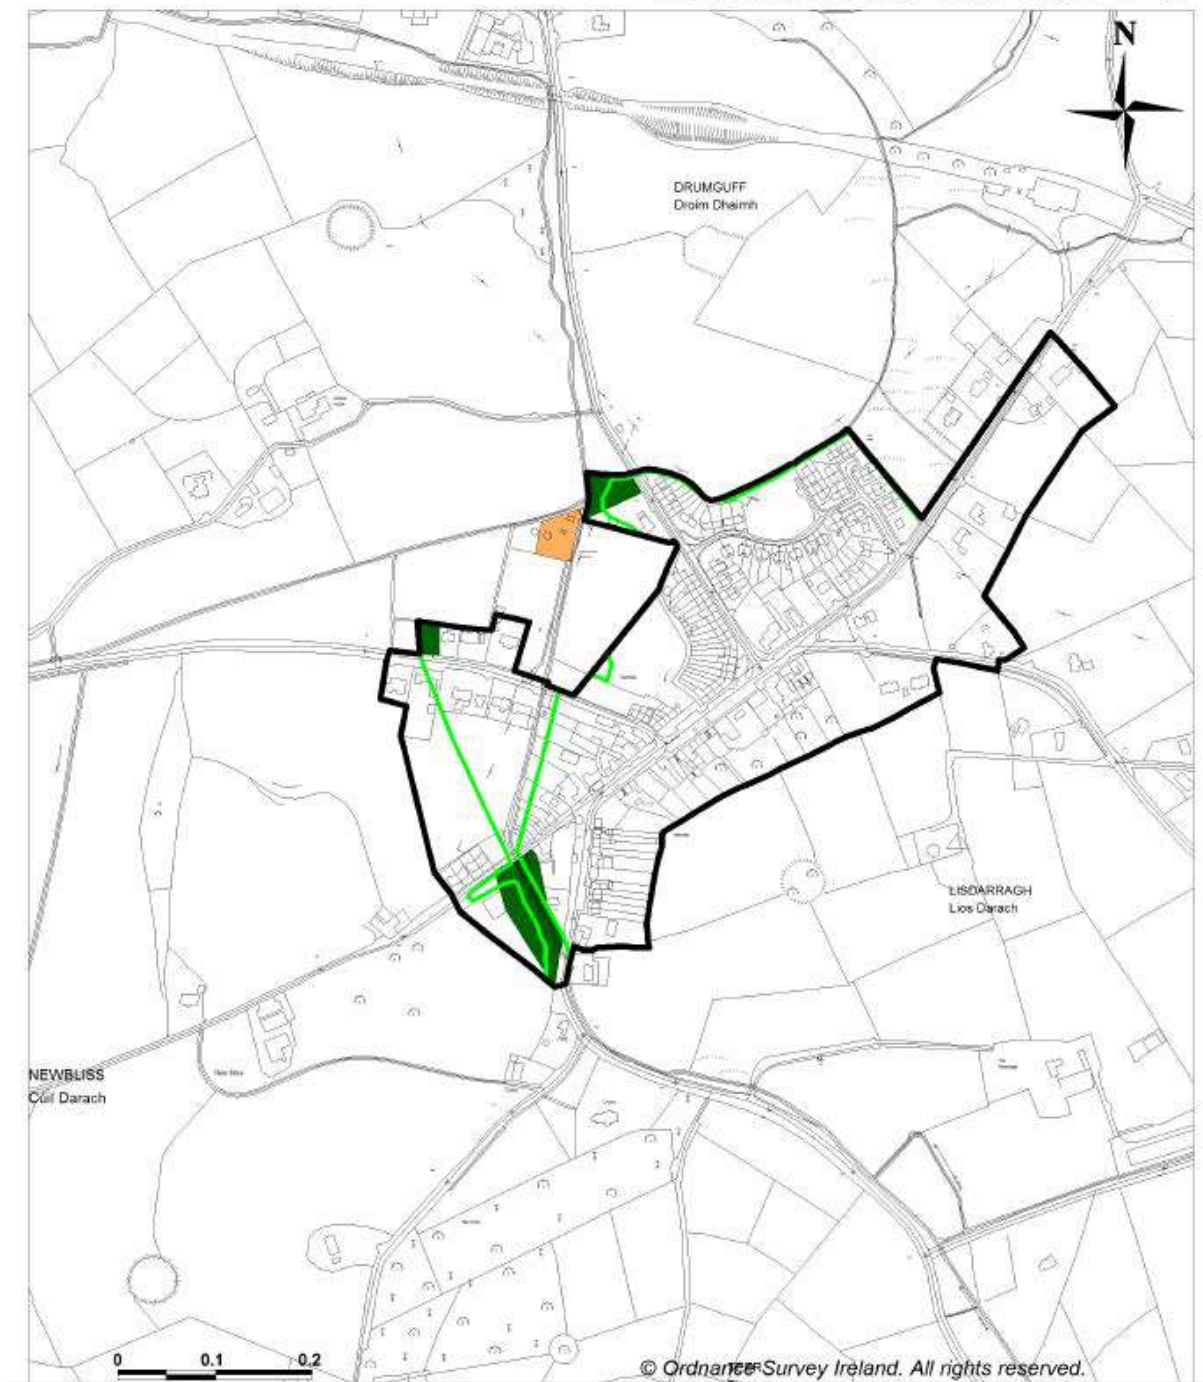 N
DRUMGUFF
Droim Dhaimh
LISDARRAGH
Lios Darach
NEWBLISS
Cúil Darach
0 0.1 0.2
© Ordnance Survey Ireland. All rights reserved.